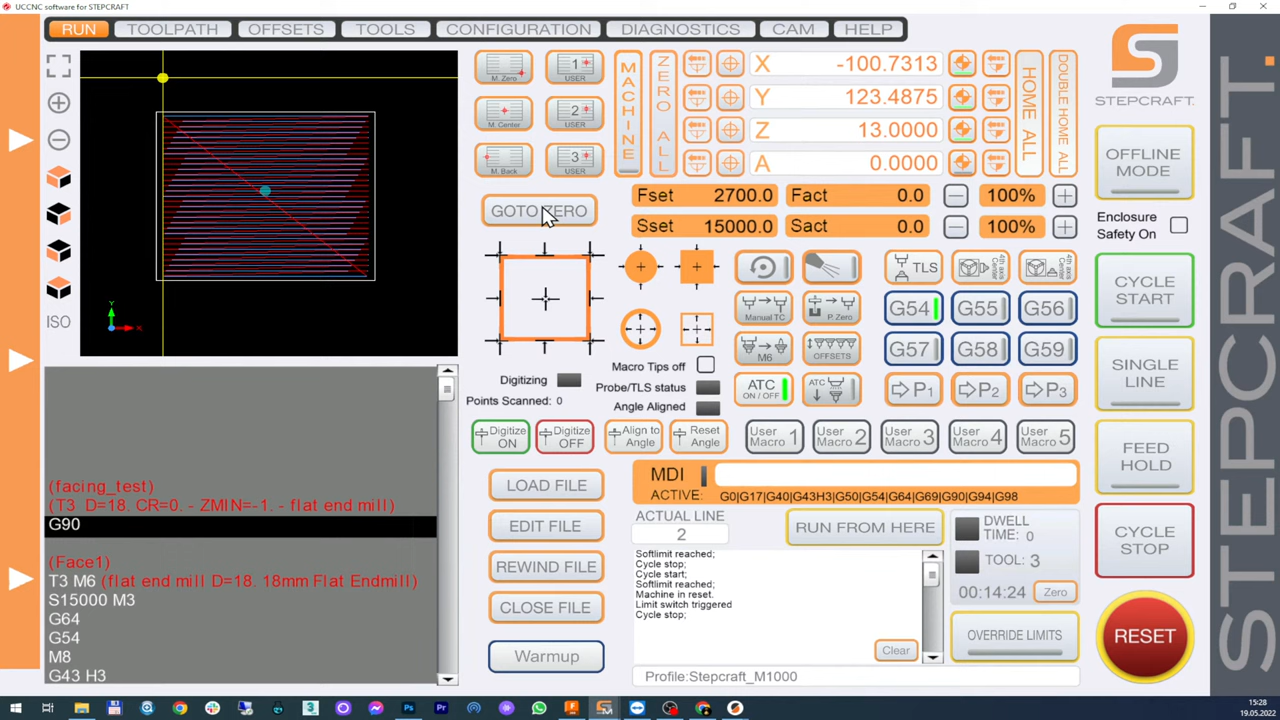 UCCNC software for STEPCRAFT
RUN
TOOLPATH
OFFSETS
TOOLS
CONFIGURATION
DIAGNOSTICS
CAM
HELP
M. Zero
1
USER
M. Center
2
USER
M. Back
3
USER
MACHINE
ZERO ALL
X -100.7313
Y 123.4875
Z 13.0000
A 0.0000
HOME ALL
DOUBLE HOME ALL
STEPCRAFT.
STEPCRAFT.
OFFLINE
MODE
Enclosure
Safety On
GOTO ZERO
Fset 2700.0
Fact 0.0
100%
Sset 15000.0
Sact 0.0
100%
TLS
4th axis
Center
4th axis
Center
Manual TC
P. Zero
G54
G55
G56
M6
OFFSETS
G57
G58
G59
ATC
ON / OFF
ATC
P1
P2
P3
Macro Tips off
Digitizing
Probe/TLS status
Points Scanned: 0
Angle Aligned
Digitize
ON
Digitize
OFF
Align to
Angle
Reset
Angle
User
Macro 1
User
Macro 2
User
Macro 3
User
Macro 4
User
Macro 5
CYCLE
START
SINGLE
LINE
FEED
HOLD
CYCLE
STOP
RESET
Y
X
ISO
(facing_test)
(T3 D=18. CR=0. - ZMIN=-1. - flat end mill)
G90
(Face1)
T3 M6 (flat end mill D=18. 18mm Flat Endmill)
S15000 M3
G64
G54
M8
G43 H3
LOAD FILE
EDIT FILE
REWIND FILE
CLOSE FILE
Warmup
MDI
ACTIVE: G0|G17|G40|G43H3|G50|G54|G64|G69|G90|G94|G98
ACTUAL LINE
2
RUN FROM HERE
Softlimit reached;
Cycle stop;
Cycle start;
Softlimit reached;
Machine in reset.
Limit switch triggered
Cycle stop;
Clear
DWELL
TIME: 0
TOOL: 3
00:14:24
Zero
OVERRIDE LIMITS
Profile:Stepcraft_M1000
15:28
19.05.2022